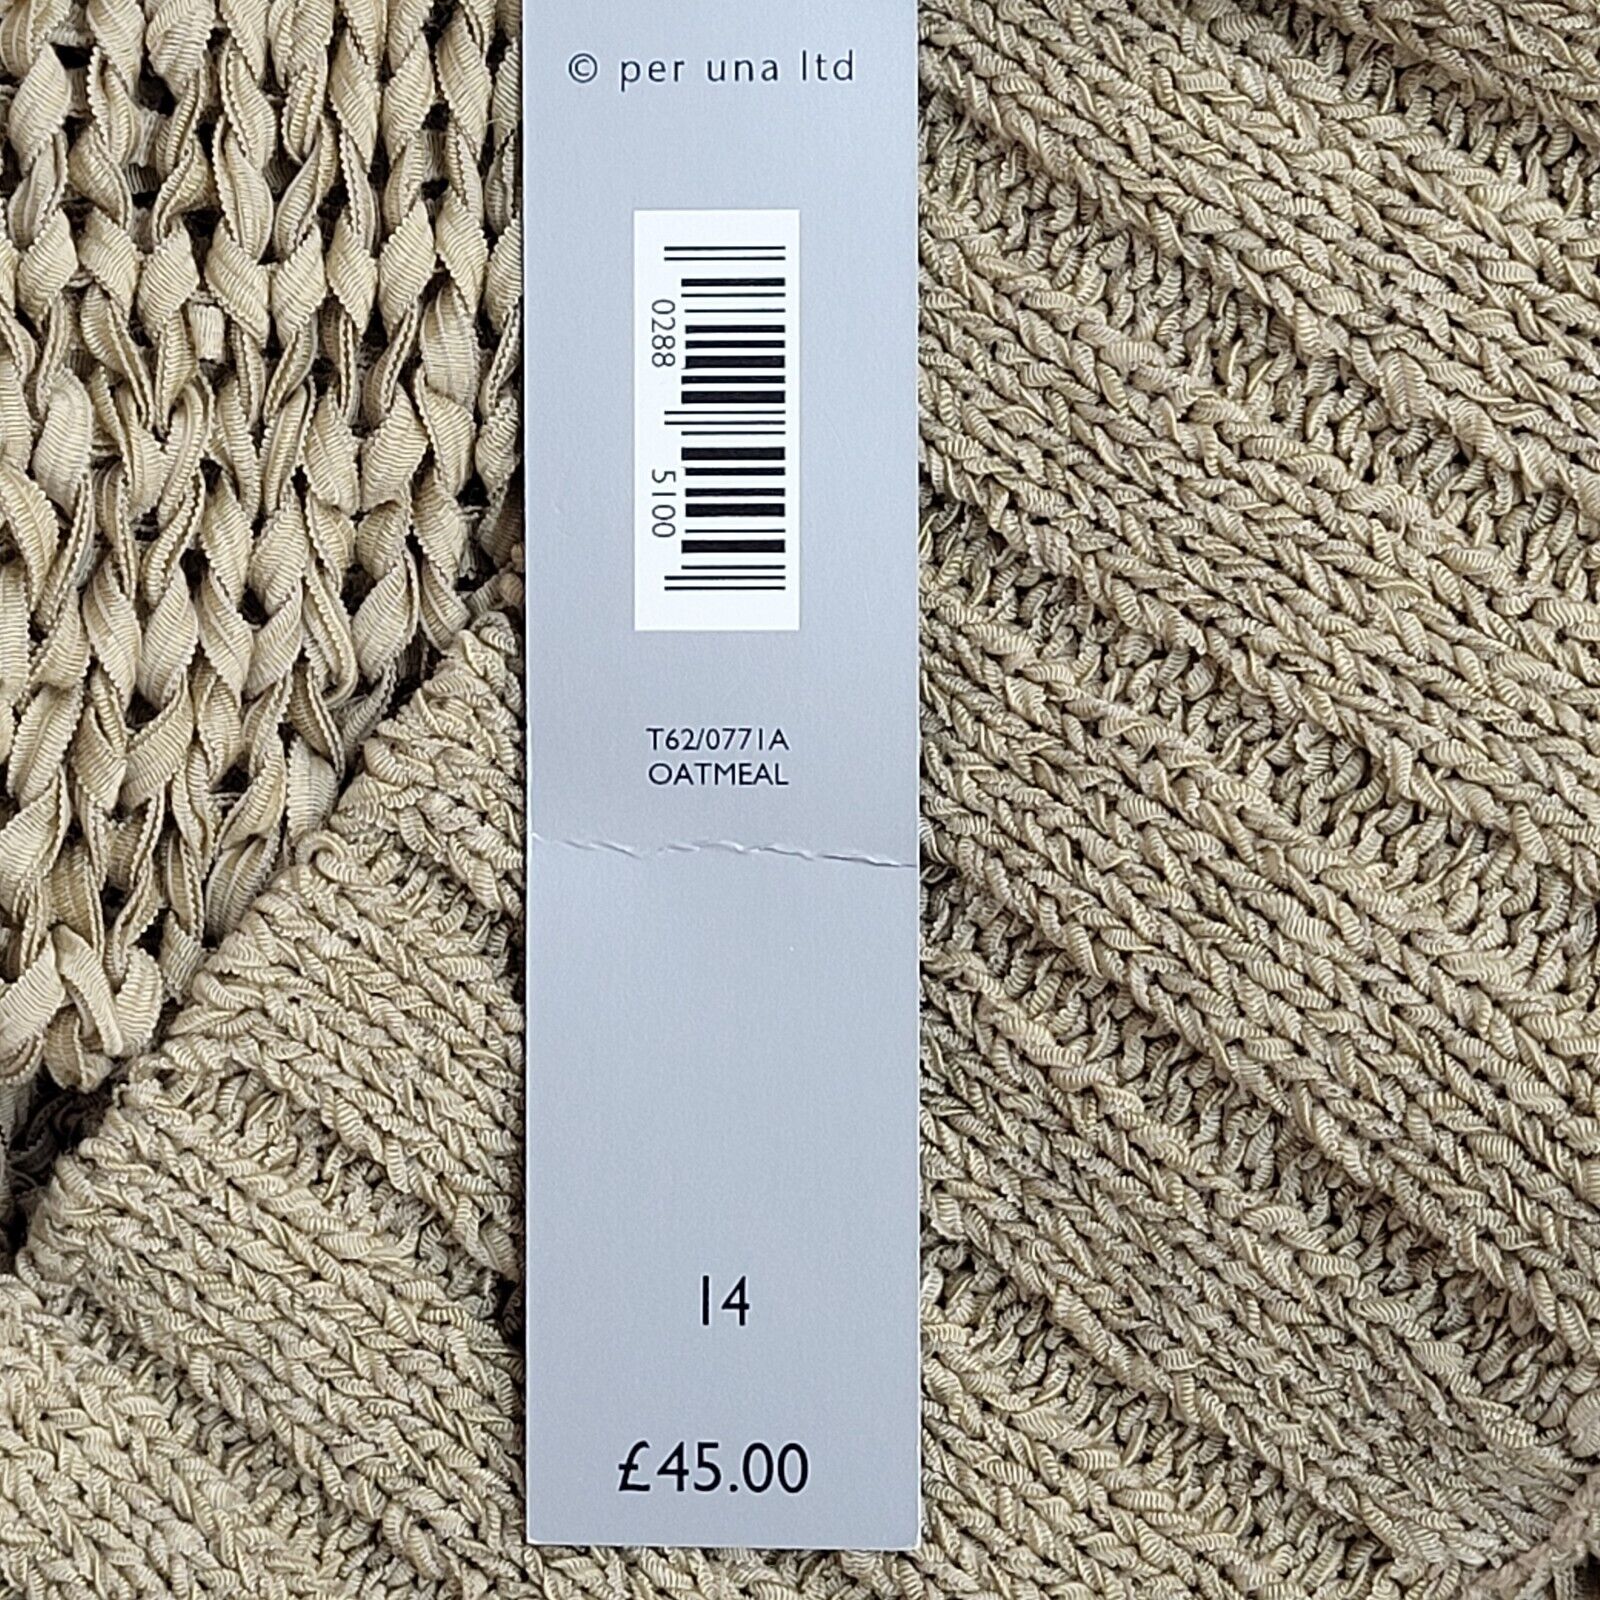 © per una ltd
0288 5100
T62/0771A
OATMEAL
14
£45.00